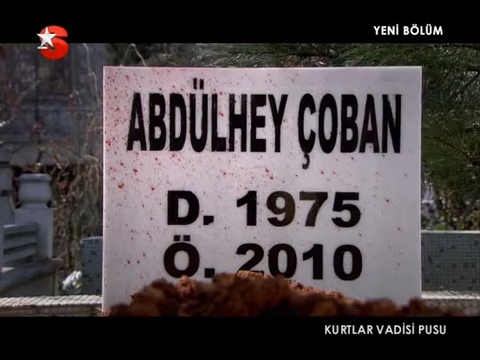 YENİ BÖLÜM
ABDÜLHEY ÇOBAN
D. 1975
Ö. 2010
KURTLAR VADİSİ PUSU